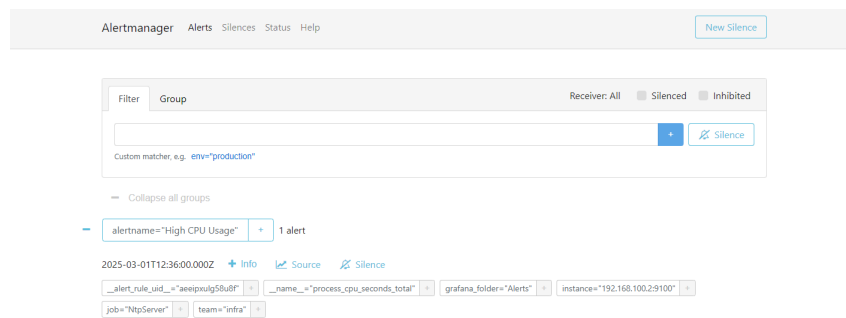 Alertmanager Alerts Silences Status Help New Silence
Filter Group Receiver: All Silenced Inhibited
+ Silence
Custom matcher, e.g. env="production"
Collapse all groups
alertname="High CPU Usage" + 1 alert
2025-03-01T12:36:00.000Z + Info Source Silence
__alert_rule_uid__="aeeipxulg58u8f" + __name__="process_cpu_seconds_total" + grafana_folder="Alerts" + instance="192.168.100.2:9100" +
job="NtpServer" + team="infra" +